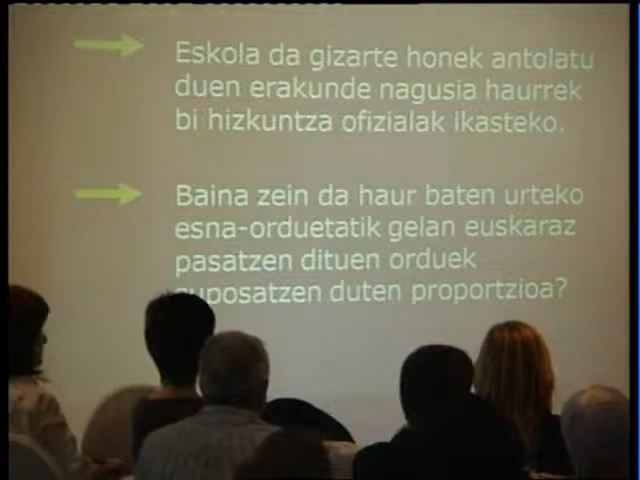 Eskola da gizarte honek antolatu
duen erakunde nagusia haurrek
bi hizkuntza ofizialak ikasteko.
Baina zein da haur baten urteko
esna-orduetatik gelan euskaraz
pasatzen dituen orduek
suposatzen duten proportzioa?